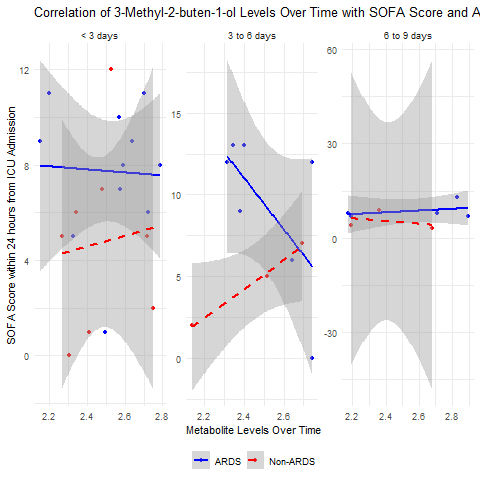 Correlation of 3-Methyl-2-buten-1-ol Levels Over Time with SOFA Score and A
< 3 days
3 to 6 days
6 to 9 days
SOFA Score within 24 hours from ICU Admission
12
8
4
0
15
10
5
0
60
30
0
-30
2.2 2.4 2.6 2.8
2.2 2.4 2.6
2.2 2.4 2.6 2.8
Metabolite Levels Over Time
ARDS Non-ARDS